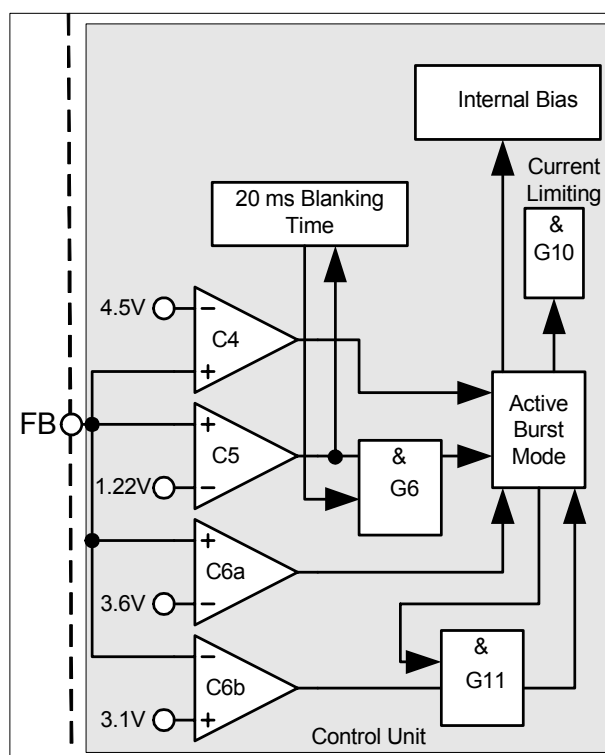 Internal Bias
Current
Limiting
20 ms Blanking
Time
&
G10
4.5V
−
C4
+
FB
+
C5
−
1.22V
&
G6
Active
Burst
Mode
+
C6a
−
3.6V
−
C6b
+
3.1V
&
G11
Control Unit